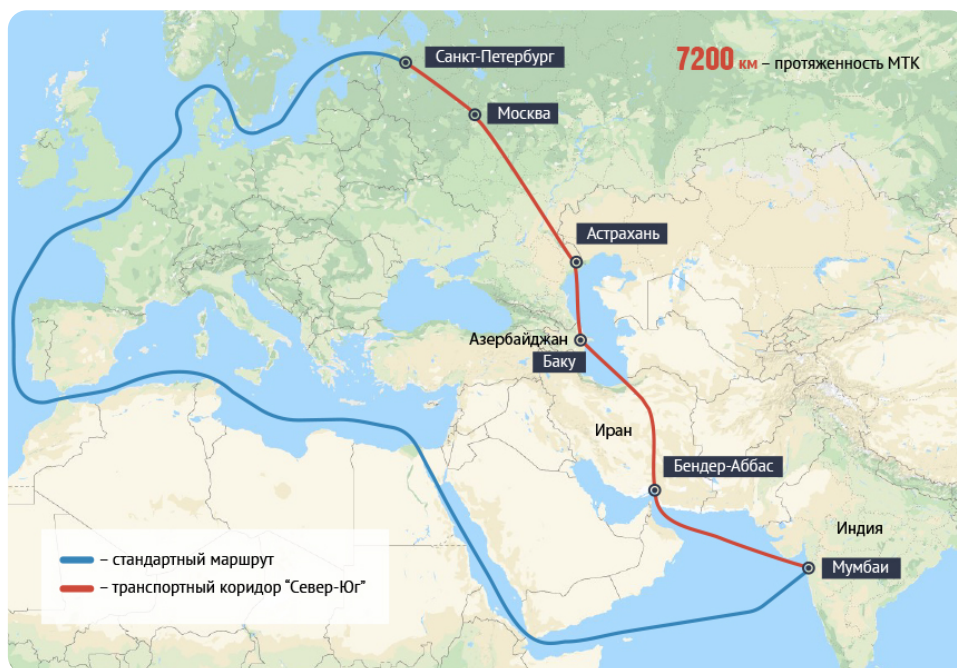 Санкт-Петербург
7200 км – протяженность МТК
Москва
Астрахань
Азербайджан
Баку
Иран
Бендер-Аббас
Индия
Мумбаи
– стандартный маршрут
– транспортный коридор “Север-Юг”